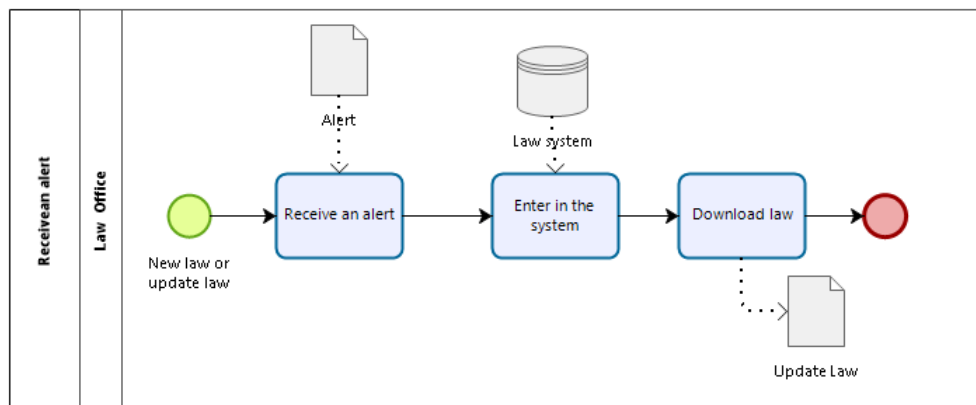 Receivean alert
Law Office
Alert
Law system
Receive an alert
Enter in the
system
Download law
New law or
update law
Update Law